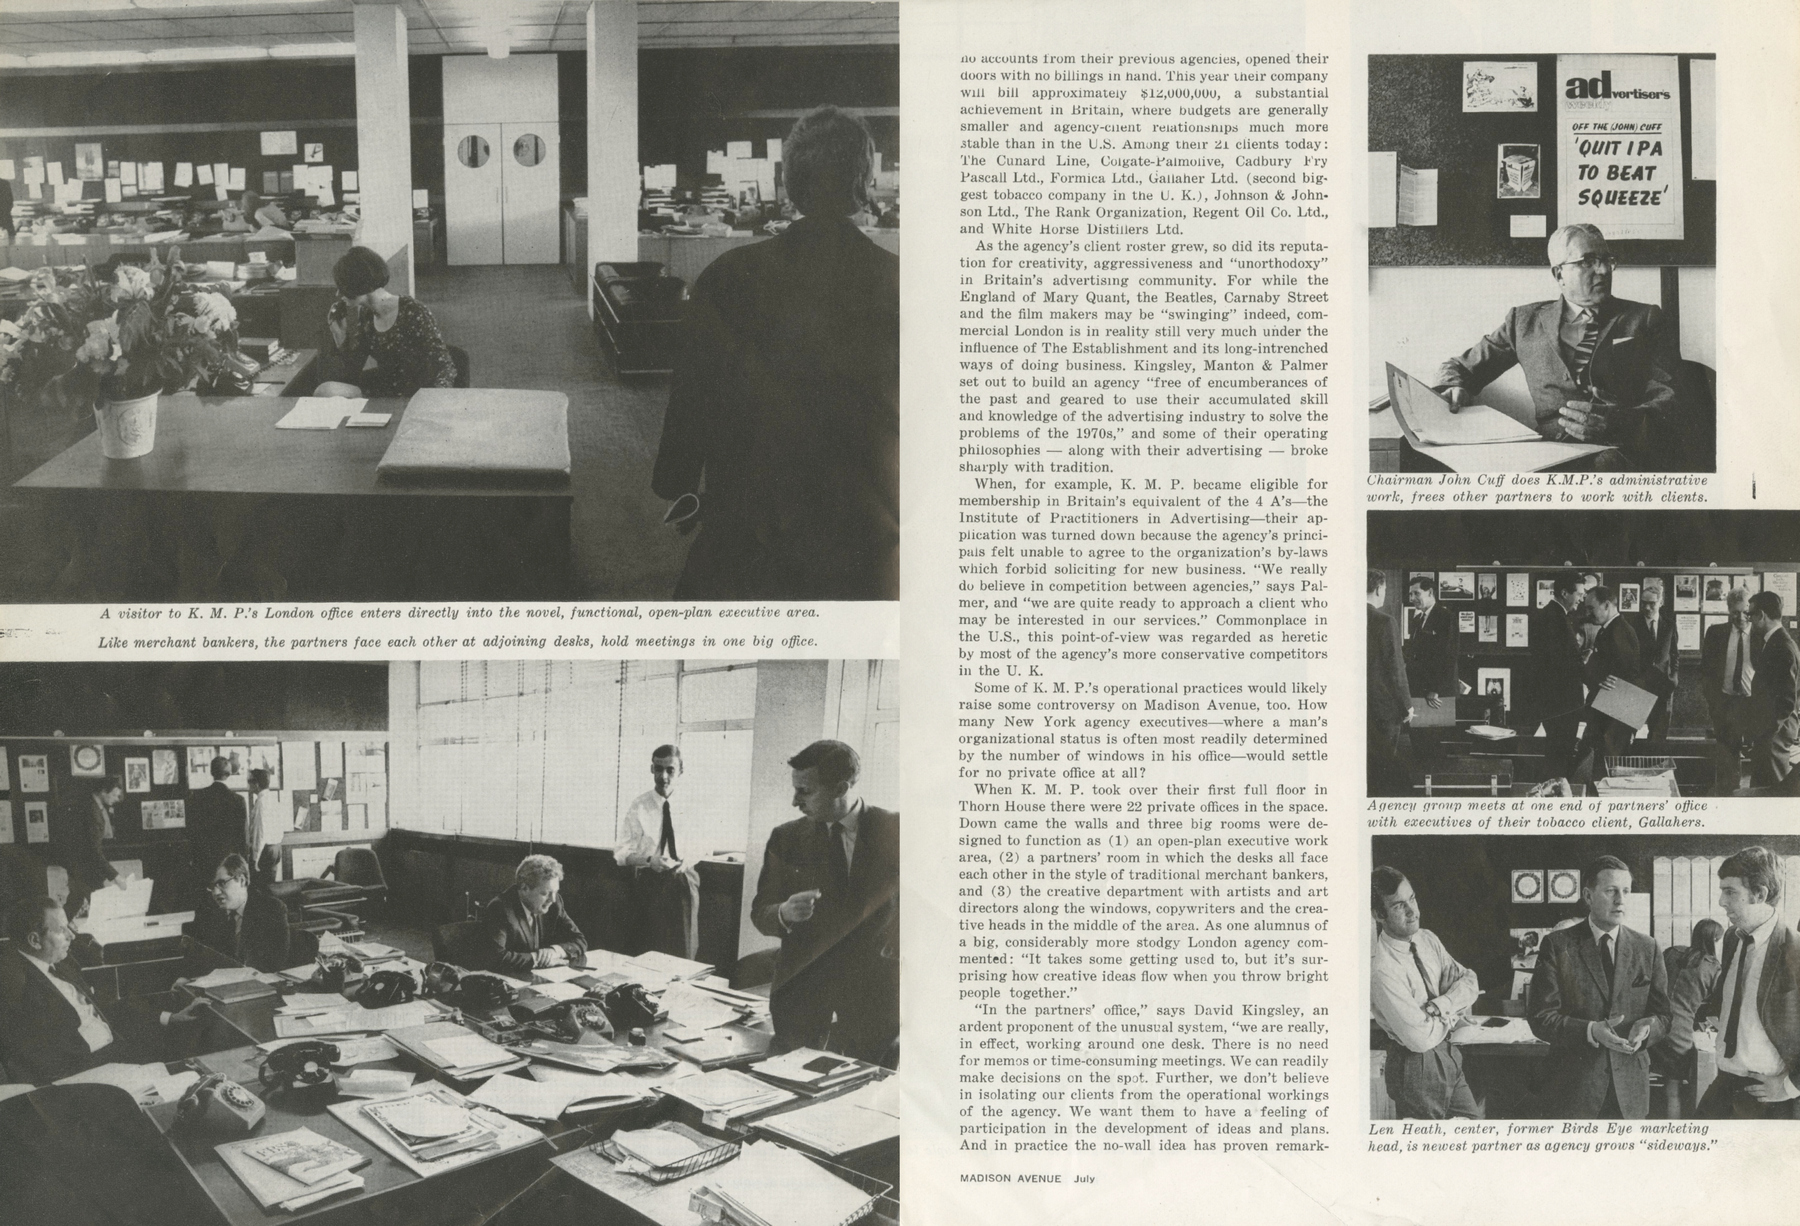 A visitor to K. M. P.'s London office enters directly into the novel, functional, open-plan executive area.
Like merchant bankers, the partners face each other at adjoining desks, hold meetings in one big office.
no accounts from their previous agencies, opened their
doors with no billings in hand. This year their company
will bill approximately $12,000,000, a substantial
achievement in Britain, where budgets are generally
smaller and agency-client relationships much more
stable than in the U.S. Among their 21 clients today:
The Cunard Line, Colgate-Palmolive, Cadbury Fry
Pascall Ltd., Formica Ltd., Gallaher Ltd. (second big-
gest tobacco company in the U. K.), Johnson & John-
son Ltd., The Rank Organization, Regent Oil Co. Ltd.,
and White Horse Distillers Ltd.
As the agency's client roster grew, so did its reputa-
tion for creativity, aggressiveness and “unorthodoxy”
in Britain's advertising community. For while the
England of Mary Quant, the Beatles, Carnaby Street
and the film makers may be “swinging” indeed, com-
mercial London is in reality still very much under the
influence of The Establishment and its long-intrenched
ways of doing business. Kingsley, Manton & Palmer
set out to build an agency “free of encumberances of
the past and geared to use their accumulated skill
and knowledge of the advertising industry to solve the
problems of the 1970s,” and some of their operating
philosophies — along with their advertising — broke
sharply with tradition.
When, for example, K. M. P. became eligible for
membership in Britain's equivalent of the 4 A's—the
Institute of Practitioners in Advertising—their ap-
plication was turned down because the agency's princi-
pals felt unable to agree to the organization's by-laws
which forbid soliciting for new business. “We really
do believe in competition between agencies,” says Pal-
mer, and “we are quite ready to approach a client who
may be interested in our services.” Commonplace in
the U.S., this point-of-view was regarded as heretic
by most of the agency's more conservative competitors
in the U. K.
Some of K. M. P.'s operational practices would likely
raise some controversy on Madison Avenue, too. How
many New York agency executives—where a man's
organizational status is often most readily determined
by the number of windows in his office—would settle
for no private office at all?
When K. M. P. took over their first full floor in
Thorn House there were 22 private offices in the space.
Down came the walls and three big rooms were de-
signed to function as (1) an open-plan executive work
area, (2) a partners' room in which the desks all face
each other in the style of traditional merchant bankers,
and (3) the creative department with artists and art
directors along the windows, copywriters and the crea-
tive heads in the middle of the area. As one alumnus of
a big, considerably more stodgy London agency com-
mented: “It takes some getting used to, but it's sur-
prising how creative ideas flow when you throw bright
people together.”
“In the partners' office,” says David Kingsley, an
ardent proponent of the unusual system, “we are really,
in effect, working around one desk. There is no need
for memos or time-consuming meetings. We can readily
make decisions on the spot. Further, we don't believe
in isolating our clients from the operational workings
of the agency. We want them to have a feeling of
participation in the development of ideas and plans.
And in practice the no-wall idea has proven remark-
MADISON AVENUE July
advertiser's
WEEKLY
OFF THE (JOHN) CUFF
'QUIT IPA
TO BEAT
SQUEEZE'
Chairman John Cuff does K.M.P.'s administrative
work, frees other partners to work with clients.
Agency group meets at one end of partners' office
with executives of their tobacco client, Gallahers.
Len Heath, center, former Birds Eye marketing
head, is newest partner as agency grows “sideways.”